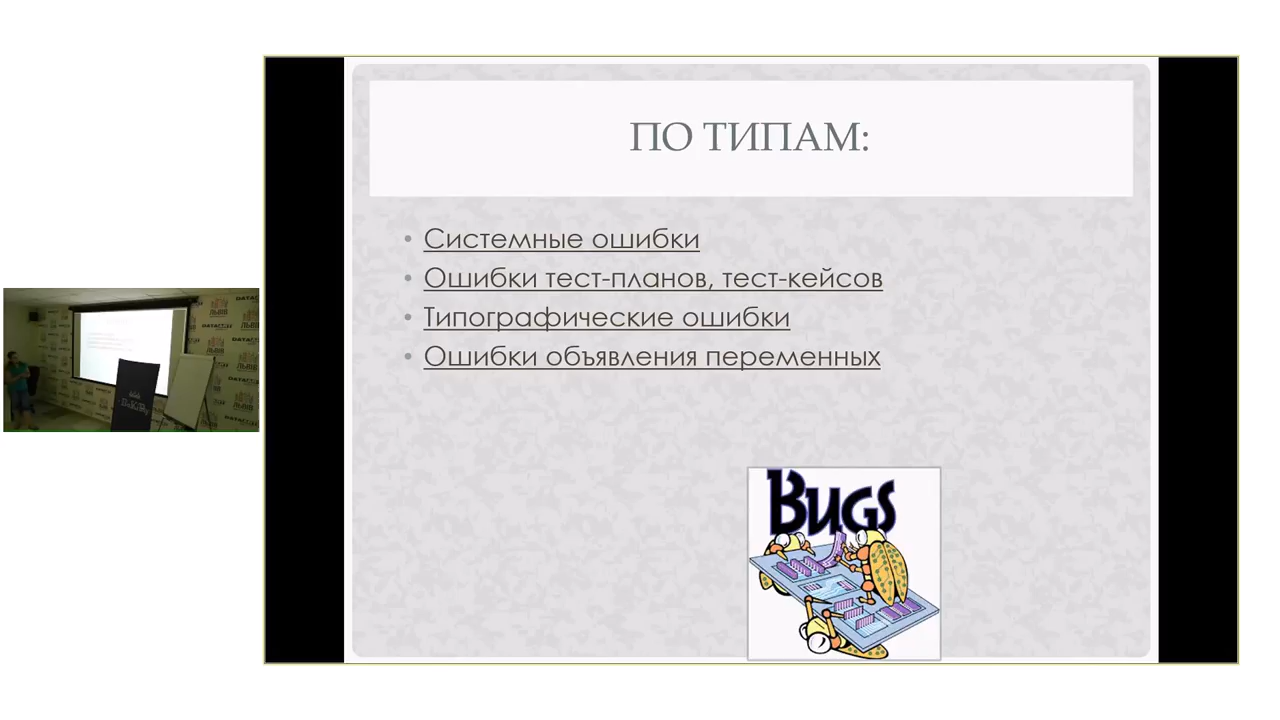 ПО ТИПАМ:
• Системные ошибки
• Ошибки тест-планов, тест-кейсов
• Типографические ошибки
• Ошибки объявления переменных
BUGS